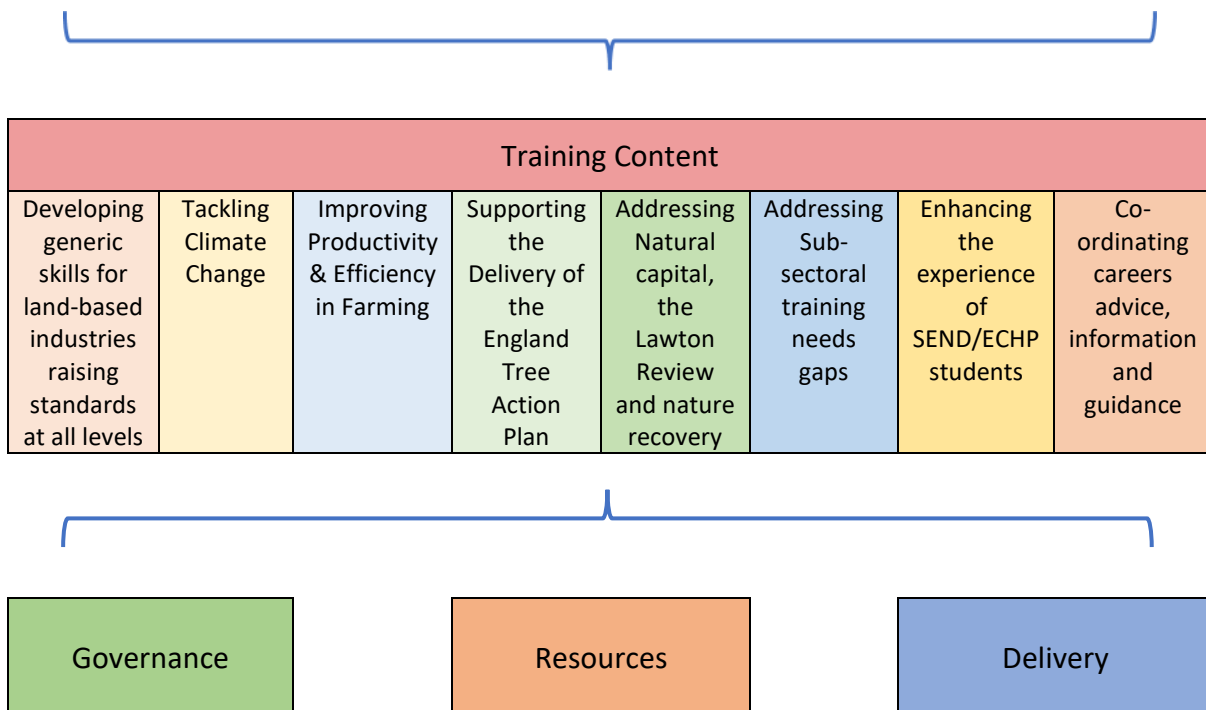 Training Content
Developing
generic
skills for
land-based
industries
raising
standards
at all levels
Tackling
Climate
Change
Improving
Productivity
& Efficiency
in Farming
Supporting
the
Delivery of
the
England
Tree
Action
Plan
Addressing
Natural
capital,
the
Lawton
Review
and nature
recovery
Addressing
Sub-
sectoral
training
needs
gaps
Enhancing
the
experience
of
SEND/ECHP
students
Co-
ordinating
careers
advice,
information
and
guidance
Governance
Resources
Delivery